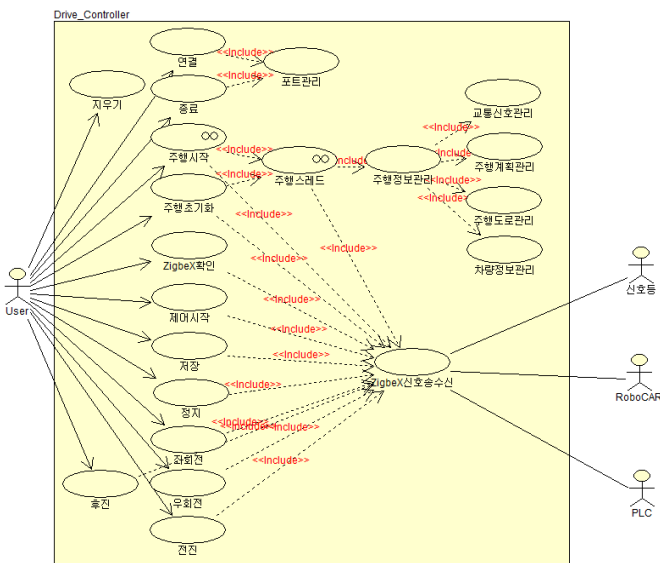 Drive_Controller
연결
<<Include>>
포트관리
<<Include>>
지우기
종료
교통신호관리
<<Include>>
주행시작
<<Include>>
주행스레드
Include
주행정보관리
<<Include>>
주행계획관리
<<Include>>
주행초기화
<<Include>>
주행도로관리
<<Include>>
<<Include>>
차량정보관리
ZigbeX확인
<<Include>>
신호등
User
제어시작
<<Include>>
저장
<<Include>>
ZigbeX신호송수신
RoboCAR
정지
<<Include>>
<<Include>>
<<Include>>
좌회전
<<Include>>
후진
우회전
PLC
전진